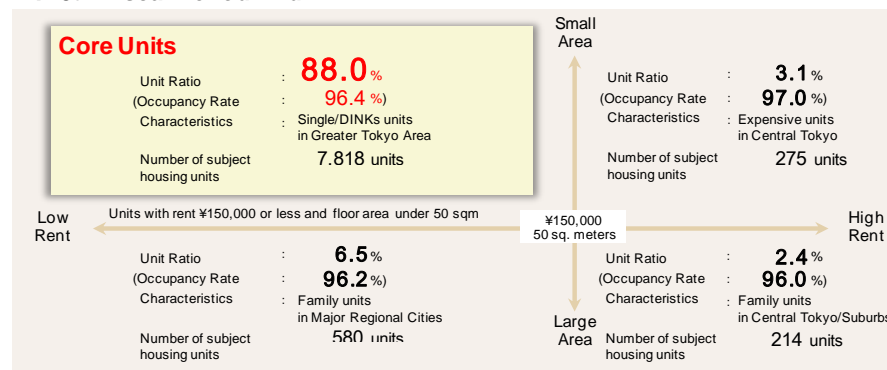 Small
Area
Core Units
Unit Ratio : 88.0 %
(Occupancy Rate : 96.4 %)
Characteristics : Single/DINKs units
in Greater Tokyo Area
Number of subject
housing units
7.818 units
Unit Ratio : 3.1 %
(Occupancy Rate : 97.0 %)
Characteristics : Expensive units
in Central Tokyo
Number of subject
housing units
275 units
Low
Rent
Units with rent ¥150,000 or less and floor area under 50 sqm
¥150,000
50 sq. meters
High
Rent
Unit Ratio : 6.5 %
(Occupancy Rate : 96.2 %)
Characteristics : Family units
in Major Regional Cities
Number of subject
housing units
580 units
Large
Area
Unit Ratio : 2.4 %
(Occupancy Rate : 96.0 %)
Characteristics : Family units
in Central Tokyo/Suburbs
Number of subject
housing units
214 units